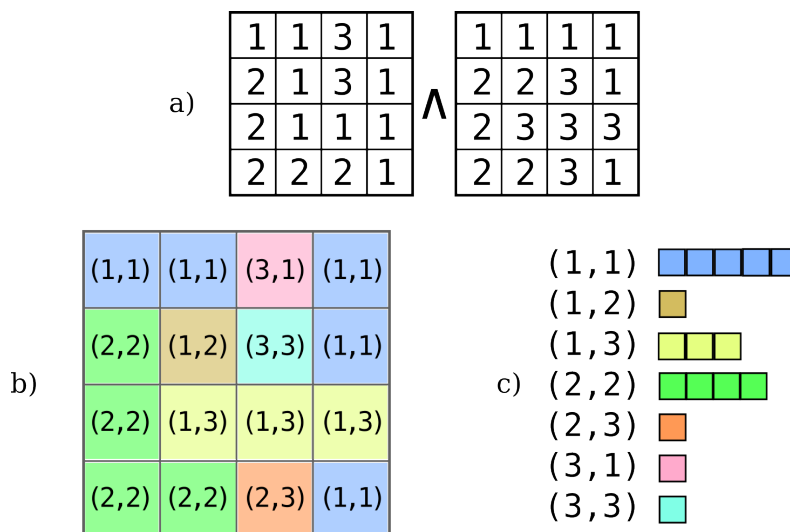 a)
1 1 3 1 ∧ 1 1 1 1
2 1 3 1 2 2 3 1
2 1 1 1 2 3 3 3
2 2 2 1 2 2 3 1
b)
(1,1) (1,1) (3,1) (1,1)
(2,2) (1,2) (3,3) (1,1)
(2,2) (1,3) (1,3) (1,3)
(2,2) (2,2) (2,3) (1,1)
c)
(1,1)
(1,2)
(1,3)
(2,2)
(2,3)
(3,1)
(3,3)